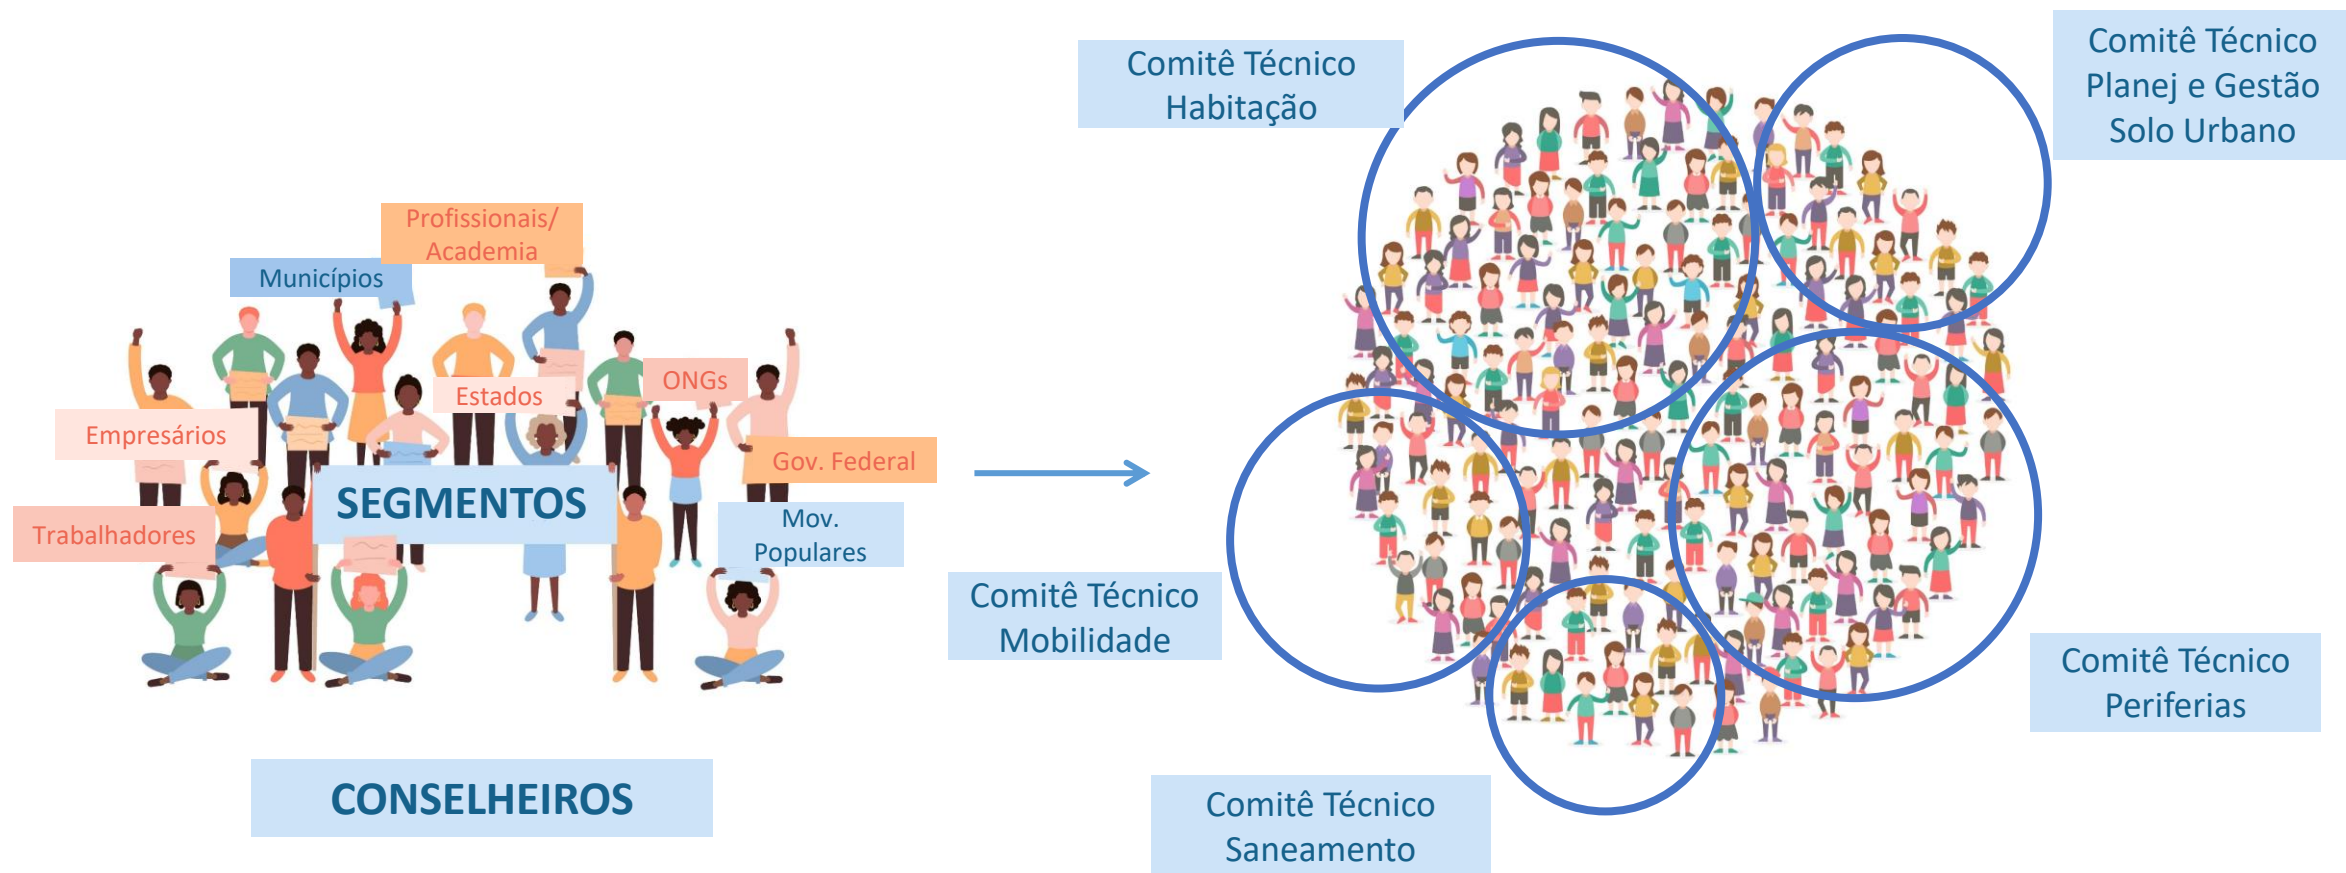 Profissionais/
Academia
Municípios
Estados
ONGs
Empresários
Gov. Federal
SEGMENTOS
Trabalhadores
Mov.
Populares
CONSELHEIROS
Comitê Técnico
Habitação
Comitê Técnico
Planej e Gestão
Solo Urbano
Comitê Técnico
Mobilidade
Comitê Técnico
Periferias
Comitê Técnico
Saneamento